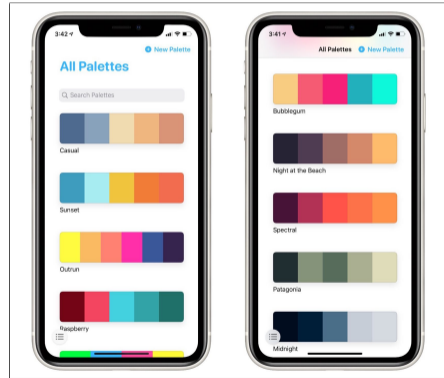 3:42
New Palette
All Palettes
Search Palettes
Casual
Sunset
Outrun
Raspberry
3:41
All Palettes
New Palette
Bubblegum
Night at the Beach
Spectral
Patagonia
Midnight